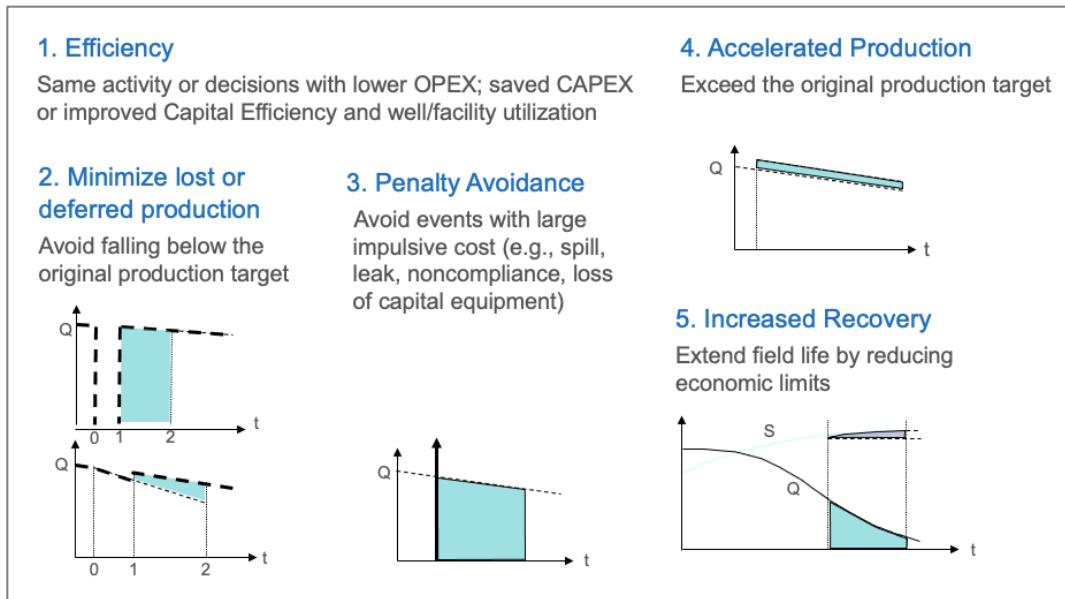 1. Efficiency
Same activity or decisions with lower OPEX; saved CAPEX
or improved Capital Efficiency and well/facility utilization
2. Minimize lost or
deferred production
Avoid falling below the
original production target
Q
t
0 1 2
Q
t
0 1 2
3. Penalty Avoidance
Avoid events with large
impulsive cost (e.g., spill,
leak, noncompliance, loss
of capital equipment)
Q
t
4. Accelerated Production
Exceed the original production target
Q
t
5. Increased Recovery
Extend field life by reducing
economic limits
S
Q
t